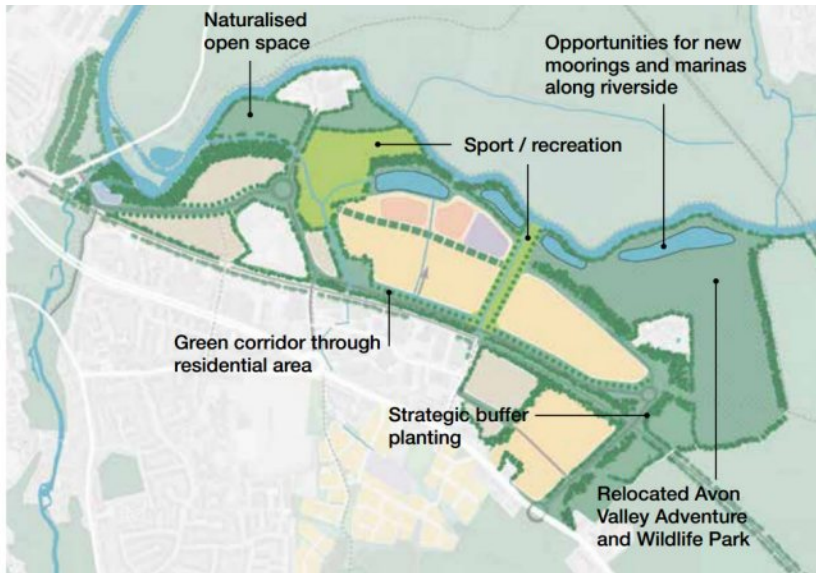 Naturalised
open space
Opportunities for new
moorings and marinas
along riverside
Sport / recreation
Green corridor through
residential area
Strategic buffer
planting
Relocated Avon
Valley Adventure
and Wildlife Park